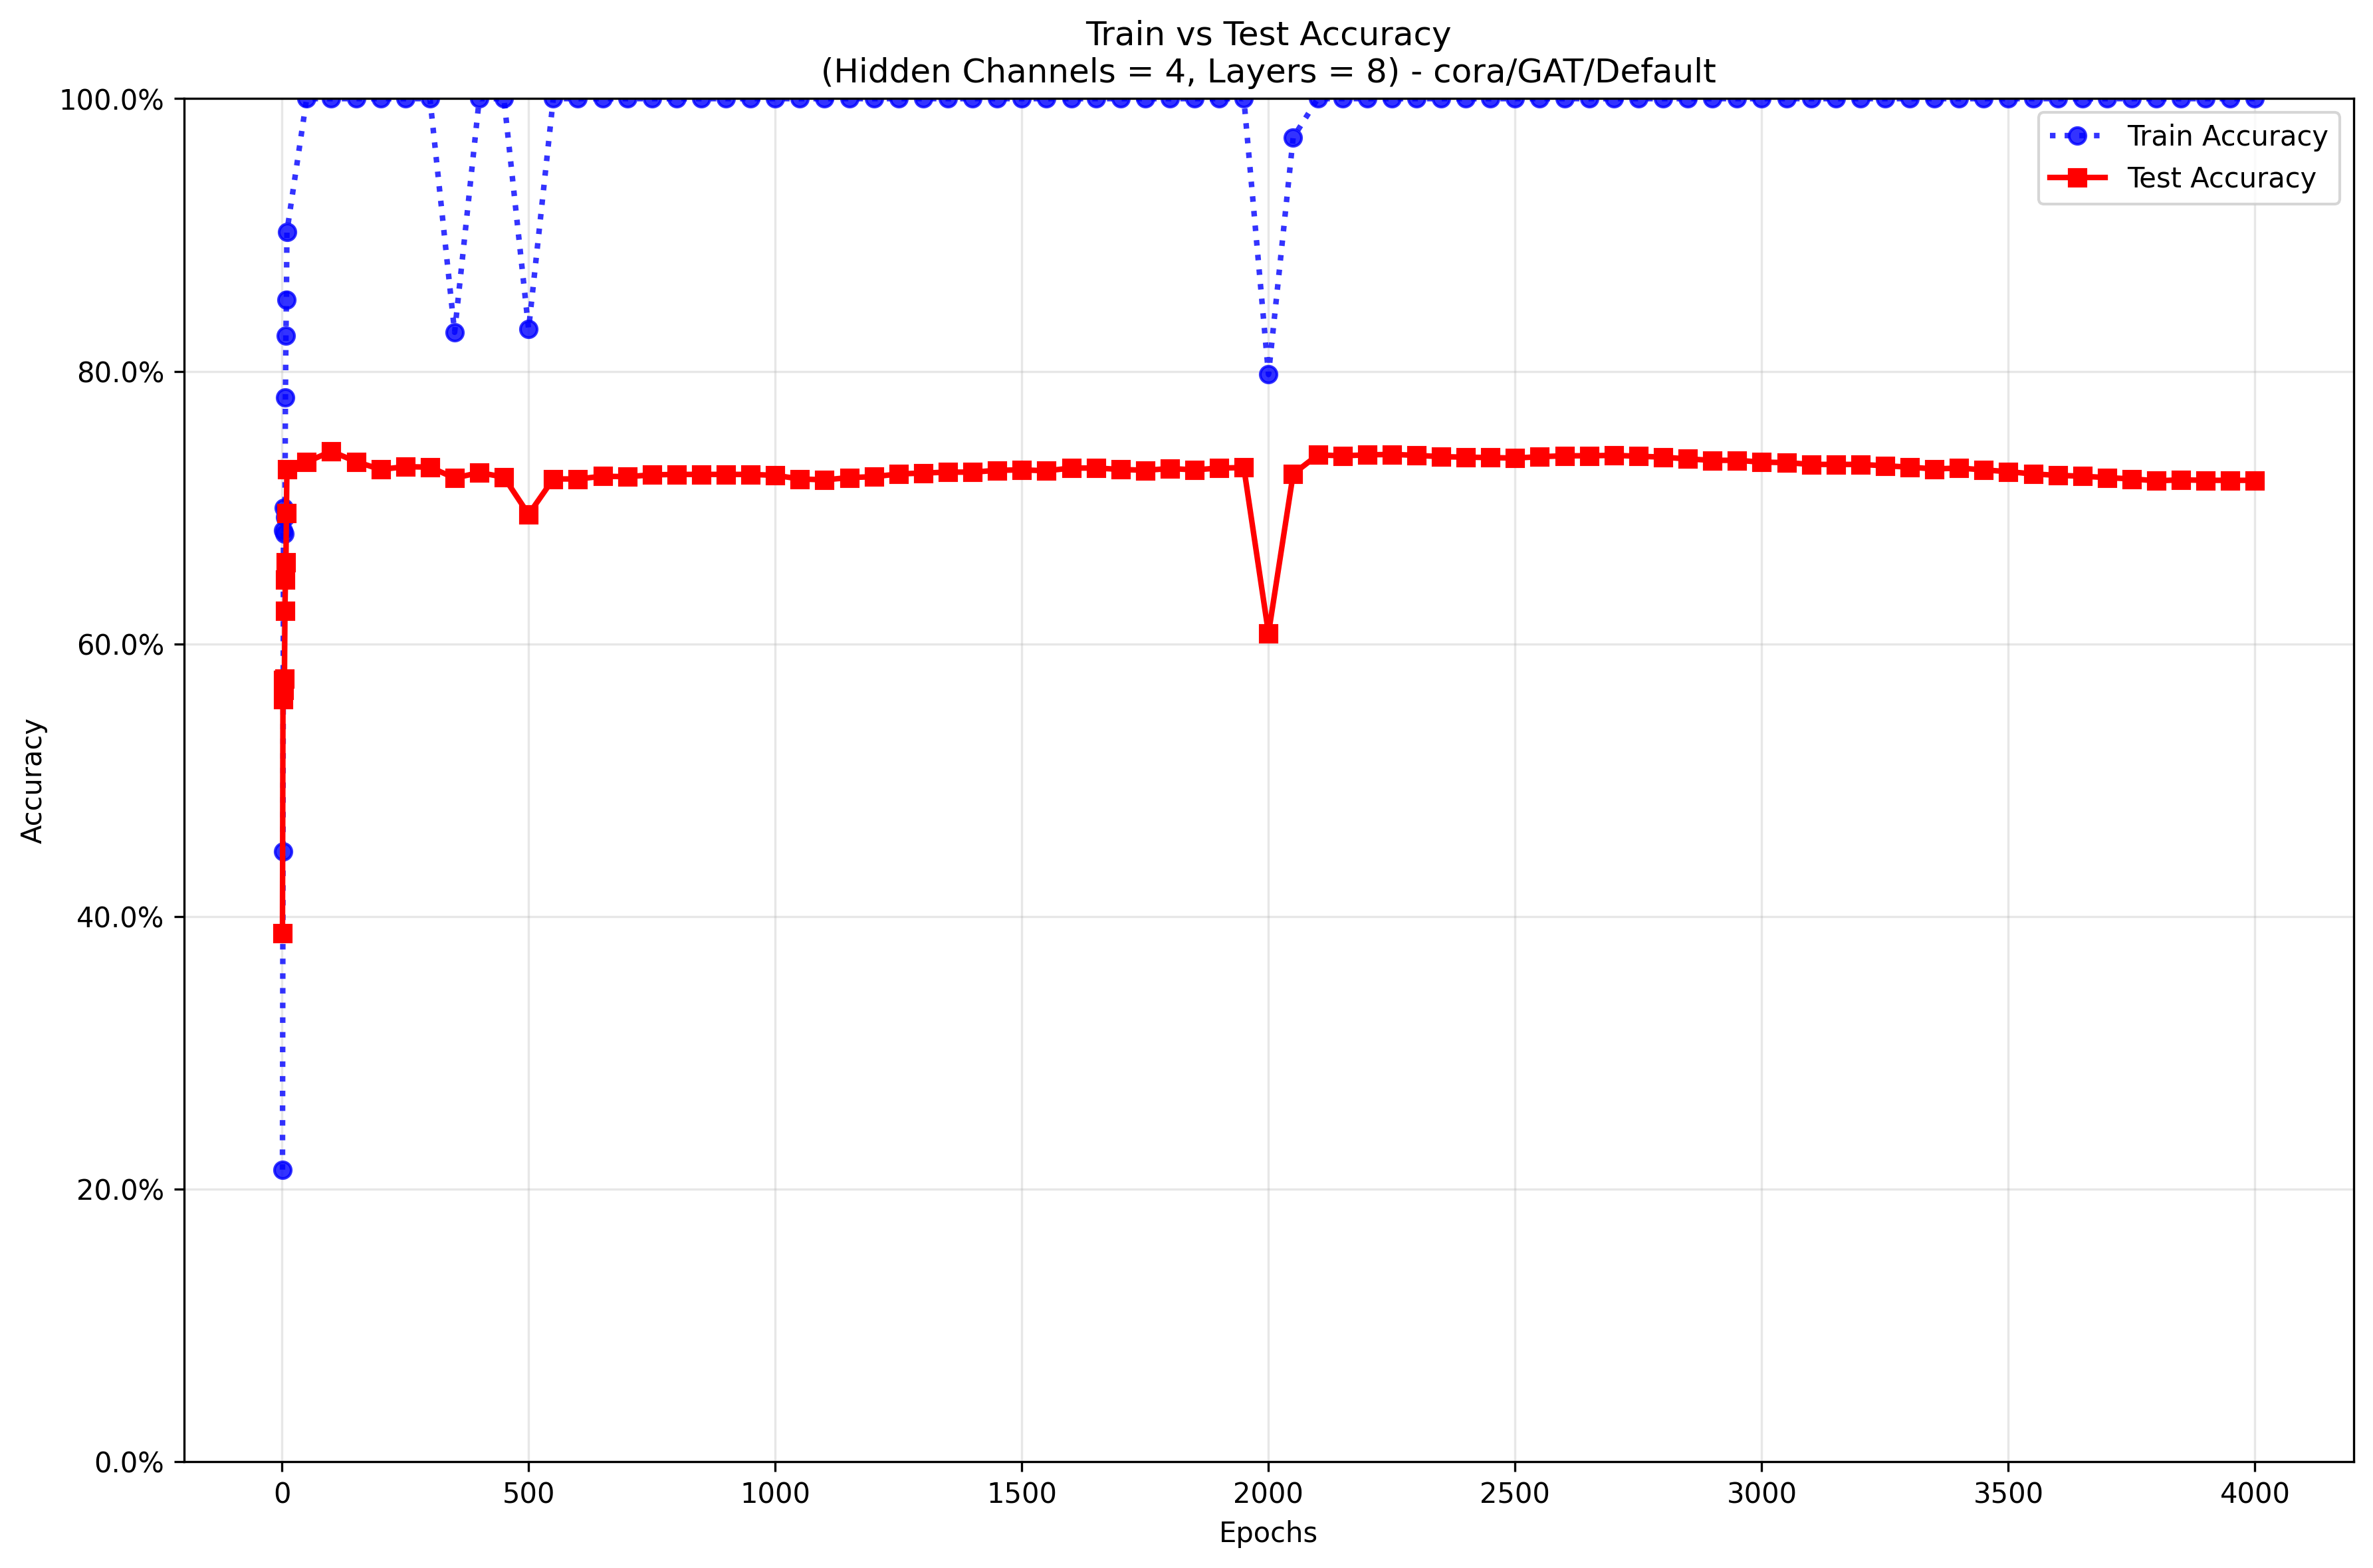 Train vs Test Accuracy
(Hidden Channels = 4, Layers = 8) - cora/GAT/Default
100.0%
80.0%
60.0%
40.0%
20.0%
0.0%
Accuracy
Train Accuracy
Test Accuracy
0 500 1000 1500 2000 2500 3000 3500 4000
Epochs